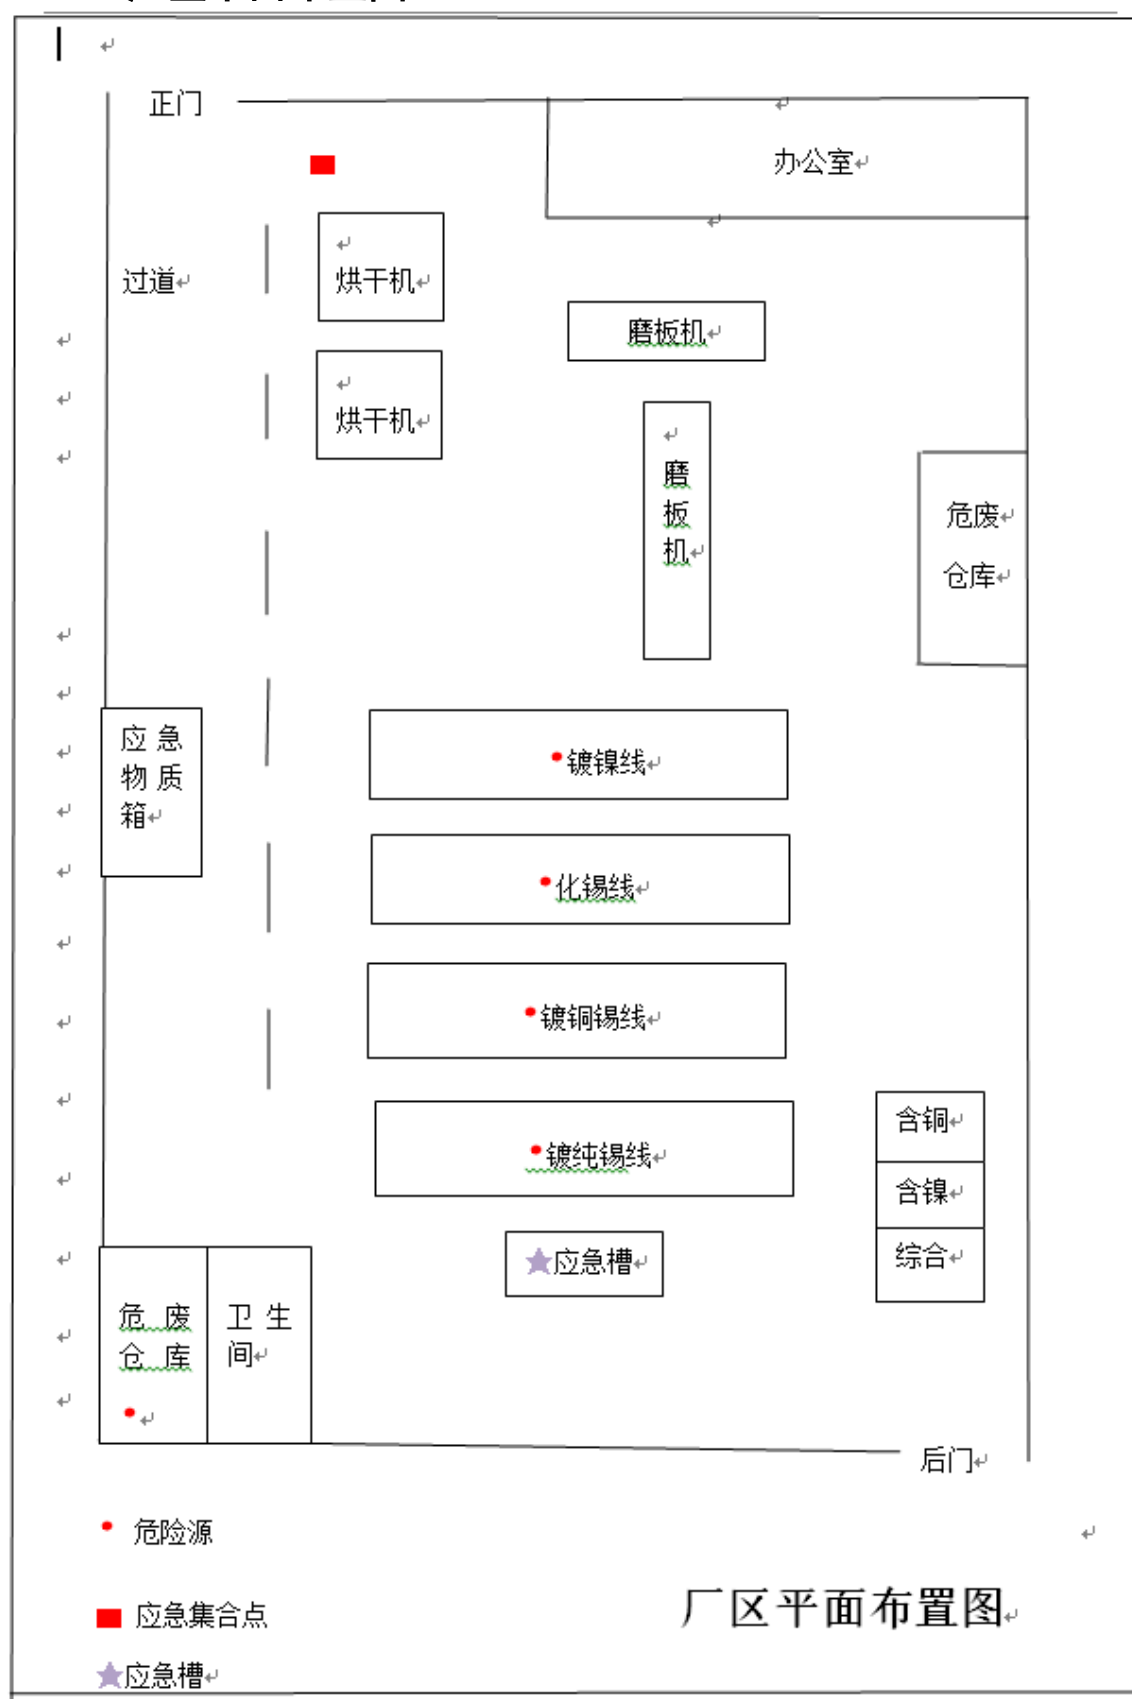 正门
办公室
过道
烘干机
磨板机
烘干机
磨
板
机
危废
仓库
应急
物质
箱
镀镍线
化锡线
镀铜锡线
镀纯锡线
含铜
含镍
综合
应急槽
危废
仓库
卫生
间
后门
危险源
应急集合点
应急槽
厂区平面布置图